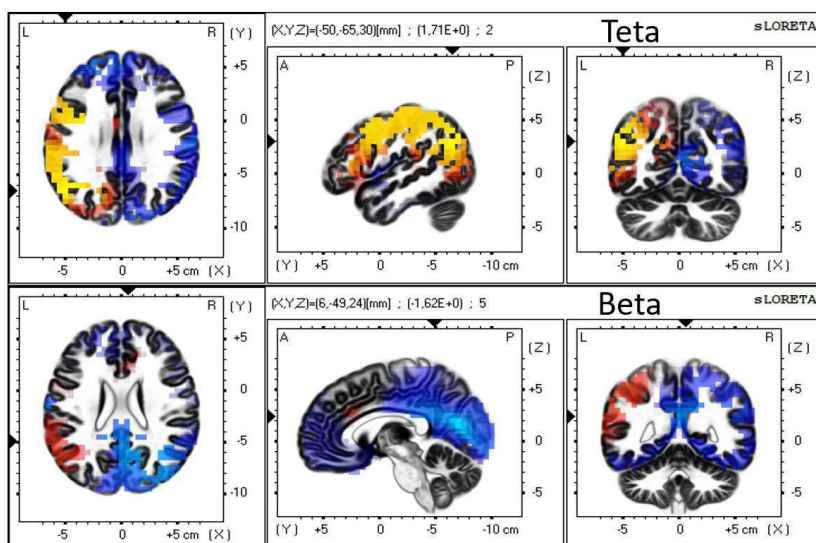 (X,Y,Z)=(-50,-65,30)[mm] ; (1,71E+0) ; 2
Teta
sLORETA
L R (Y)
+5
0
-5
-10
-5 0 +5 cm (X)
A P (Z)
+5
0
-5
(Y) +5 0 -5 -10 cm
L R (Z)
+5
0
-5
-5 0 +5 cm (X)
(X,Y,Z)=(6,-49,24)[mm] ; (-1,62E+0) ; 5
Beta
sLORETA
L R (Y)
+5
0
-5
-10
-5 0 +5 cm (X)
A P (Z)
+5
0
-5
(Y) +5 0 -5 -10 cm
L R (Z)
+5
0
-5
-5 0 +5 cm (X)